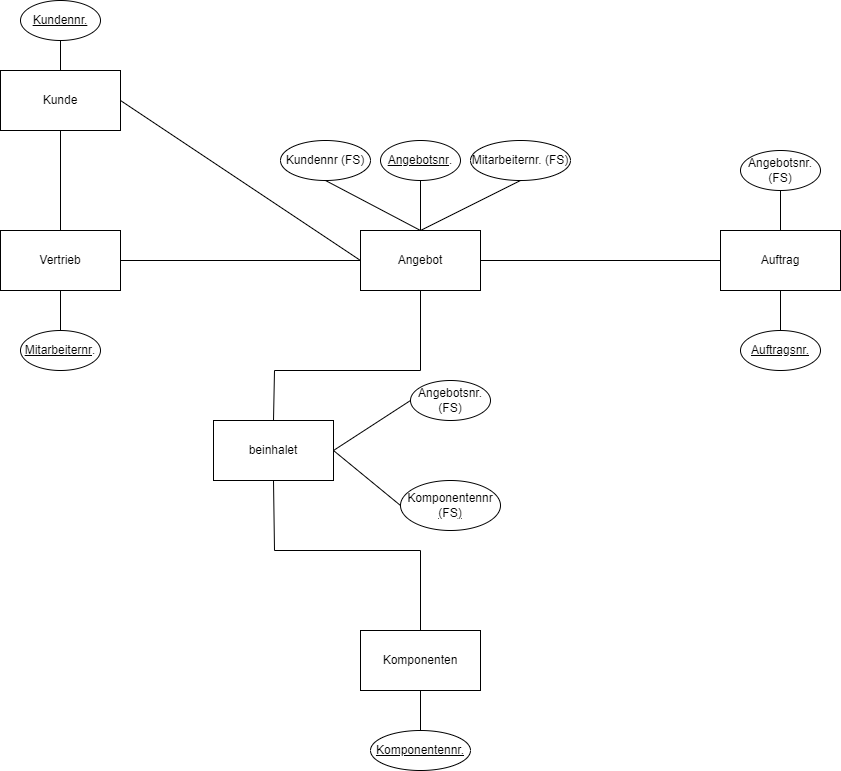 Kundennr.
Kunde
Kundennr (FS)
Angebotsnr.
Mitarbeiternr. (FS)
Angebotsnr.
(FS)
Vertrieb
Angebot
Auftrag
Mitarbeiternr.
Auftragsnr.
Angebotsnr.
(FS)
beinhalet
Komponentennr
(FS)
Komponenten
Komponentennr.